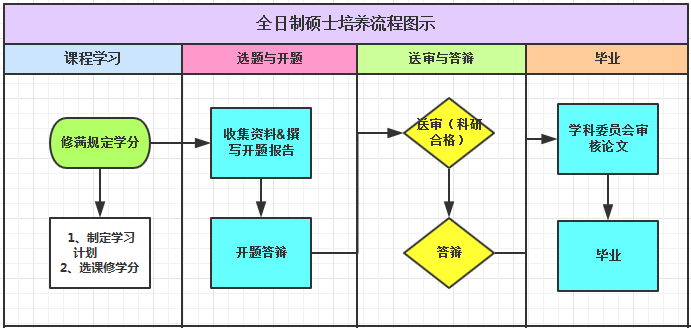 全日制硕士培养流程图示
课程学习
选题与开题
送审与答辩
毕业
修满规定学分
1、制定学习
计划
2、选课修学分
收集资料&撰
写开题报告
开题答辩
送审（科研
合格）
答辩
学科委员会审
核论文
毕业